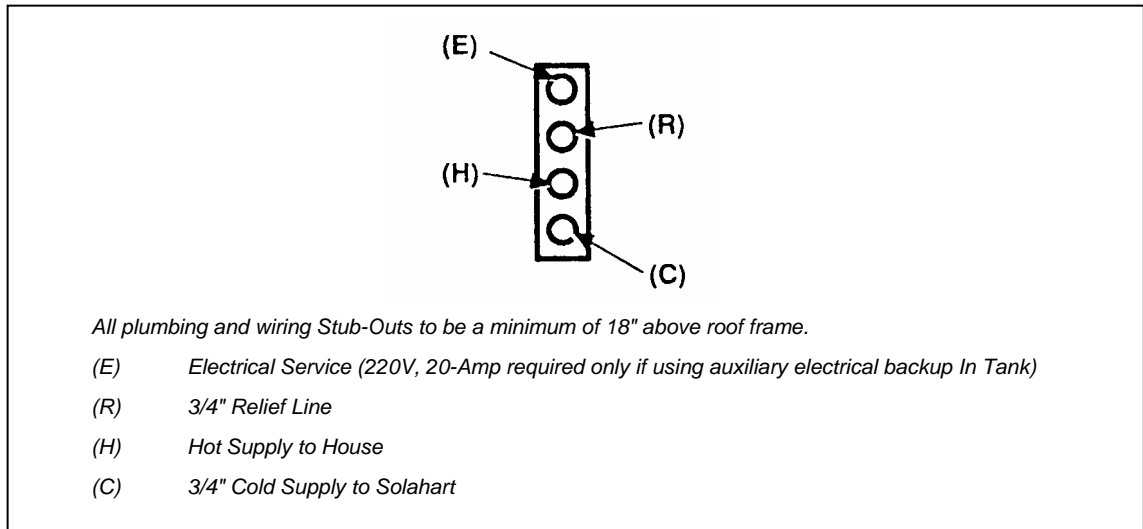 (E)
(R)
(H)
(C)
All plumbing and wiring Stub-Outs to be a minimum of 18" above roof frame.
(E) Electrical Service (220V, 20-Amp required only if using auxiliary electrical backup In Tank)
(R) 3/4" Relief Line
(H) Hot Supply to House
(C) 3/4" Cold Supply to Solahart